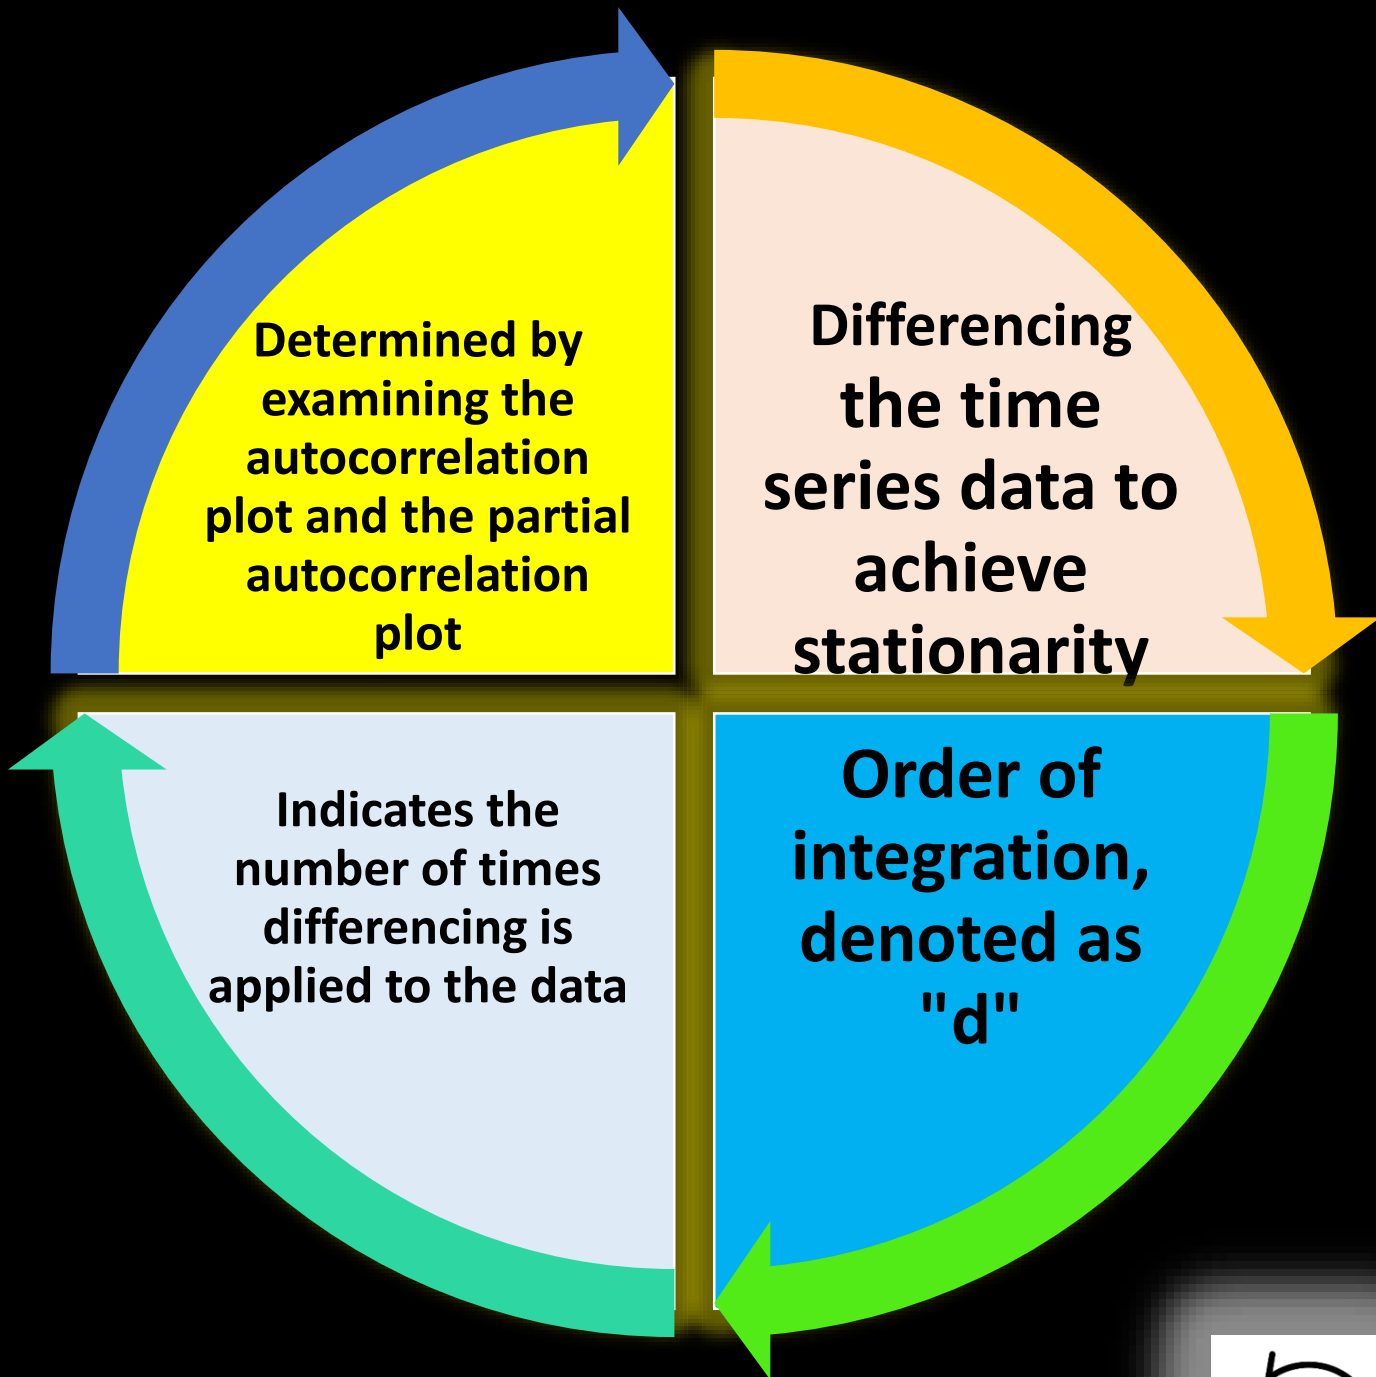 Determined by
examining the
autocorrelation
plot and the partial
autocorrelation
plot
Differencing
the time
series data to
achieve
stationarity
Indicates the
number of times
differencing is
applied to the data
Order of
integration,
denoted as
"d"